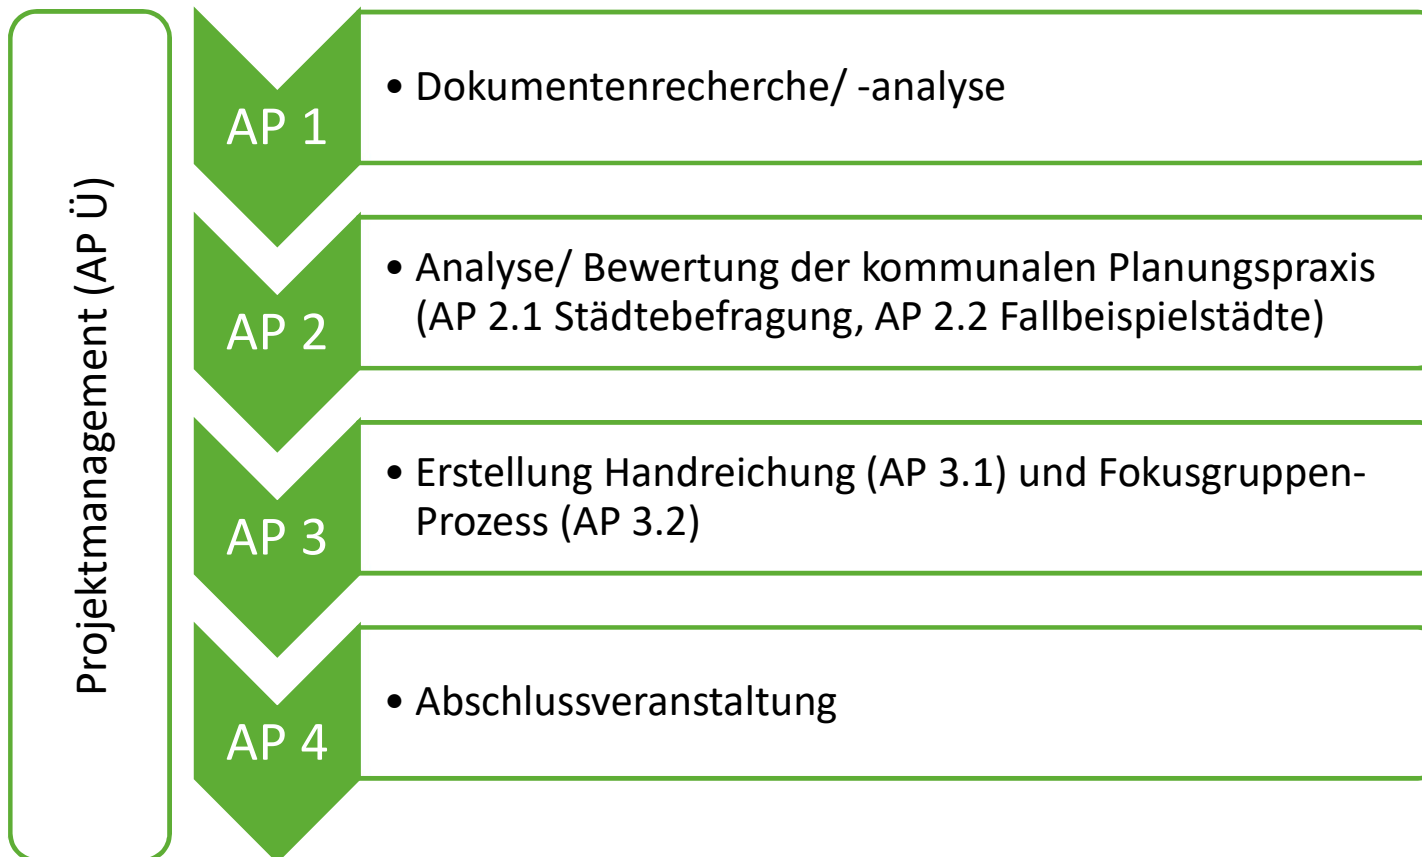 Projektmanagement (AP Ü)
AP 1
• Dokumentenrecherche/ -analyse
AP 2
• Analyse/ Bewertung der kommunalen Planungspraxis
(AP 2.1 Städtebefragung, AP 2.2 Fallbeispielstädte)
AP 3
• Erstellung Handreichung (AP 3.1) und Fokusgruppen-
Prozess (AP 3.2)
AP 4
• Abschlussveranstaltung